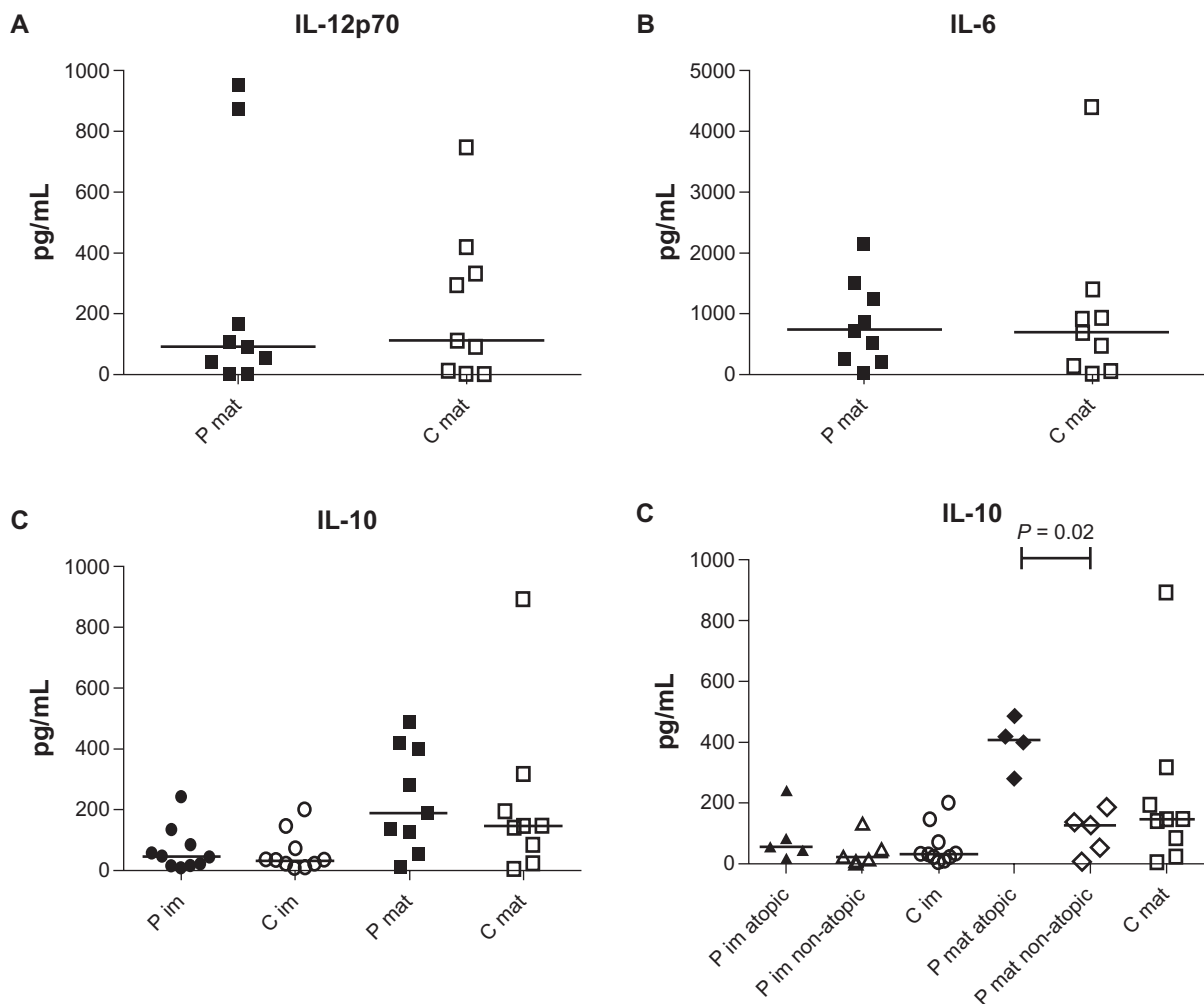 A
IL-12p70
pg/mL
1000
800
600
400
200
0
P mat
C mat
B
IL-6
pg/mL
5000
4000
3000
2000
1000
0
P mat
C mat
C
IL-10
pg/mL
1000
800
600
400
200
0
P im
C im
P mat
C mat
C
IL-10
P = 0.02
pg/mL
1000
800
600
400
200
0
P im atopic
P im non-atopic
C im
P mat atopic
P mat non-atopic
C mat